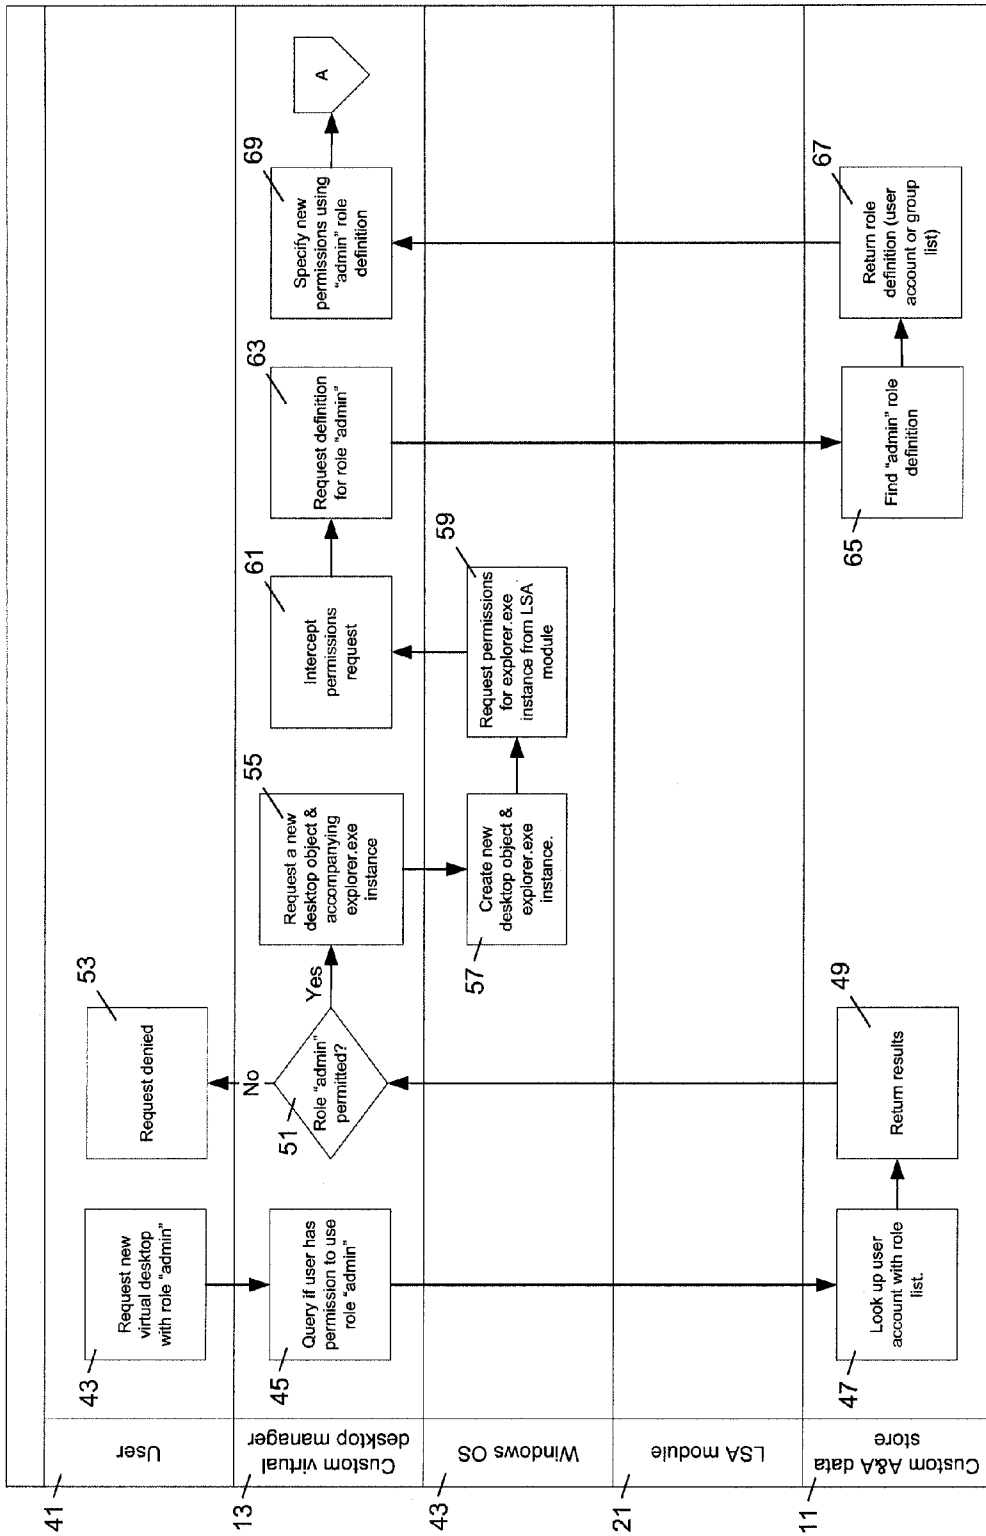 41
User
43
Request new
virtual desktop
with role “admin”
53
Request denied
13
Custom virtual
desktop manager
45
Query if user has
permission to use
role “admin”
51
Role “admin”
permitted?
No
Yes
55
Request a new
desktop object &
accompanying
explorer.exe
instance
61
Intercept
permissions
request
63
Request definition
for role “admin”
69
Specify new
permissions using
“admin” role
definition
A
43
Windows OS
57
Create new
desktop object &
explorer.exe
instance.
59
Request permissions
for explorer.exe
instance from LSA
module
21
LSA module
11
Custom A&A data
store
47
Look up user
account with role
list.
49
Return results
65
Find “admin” role
definition
67
Return role
definition (user
account or group
list)